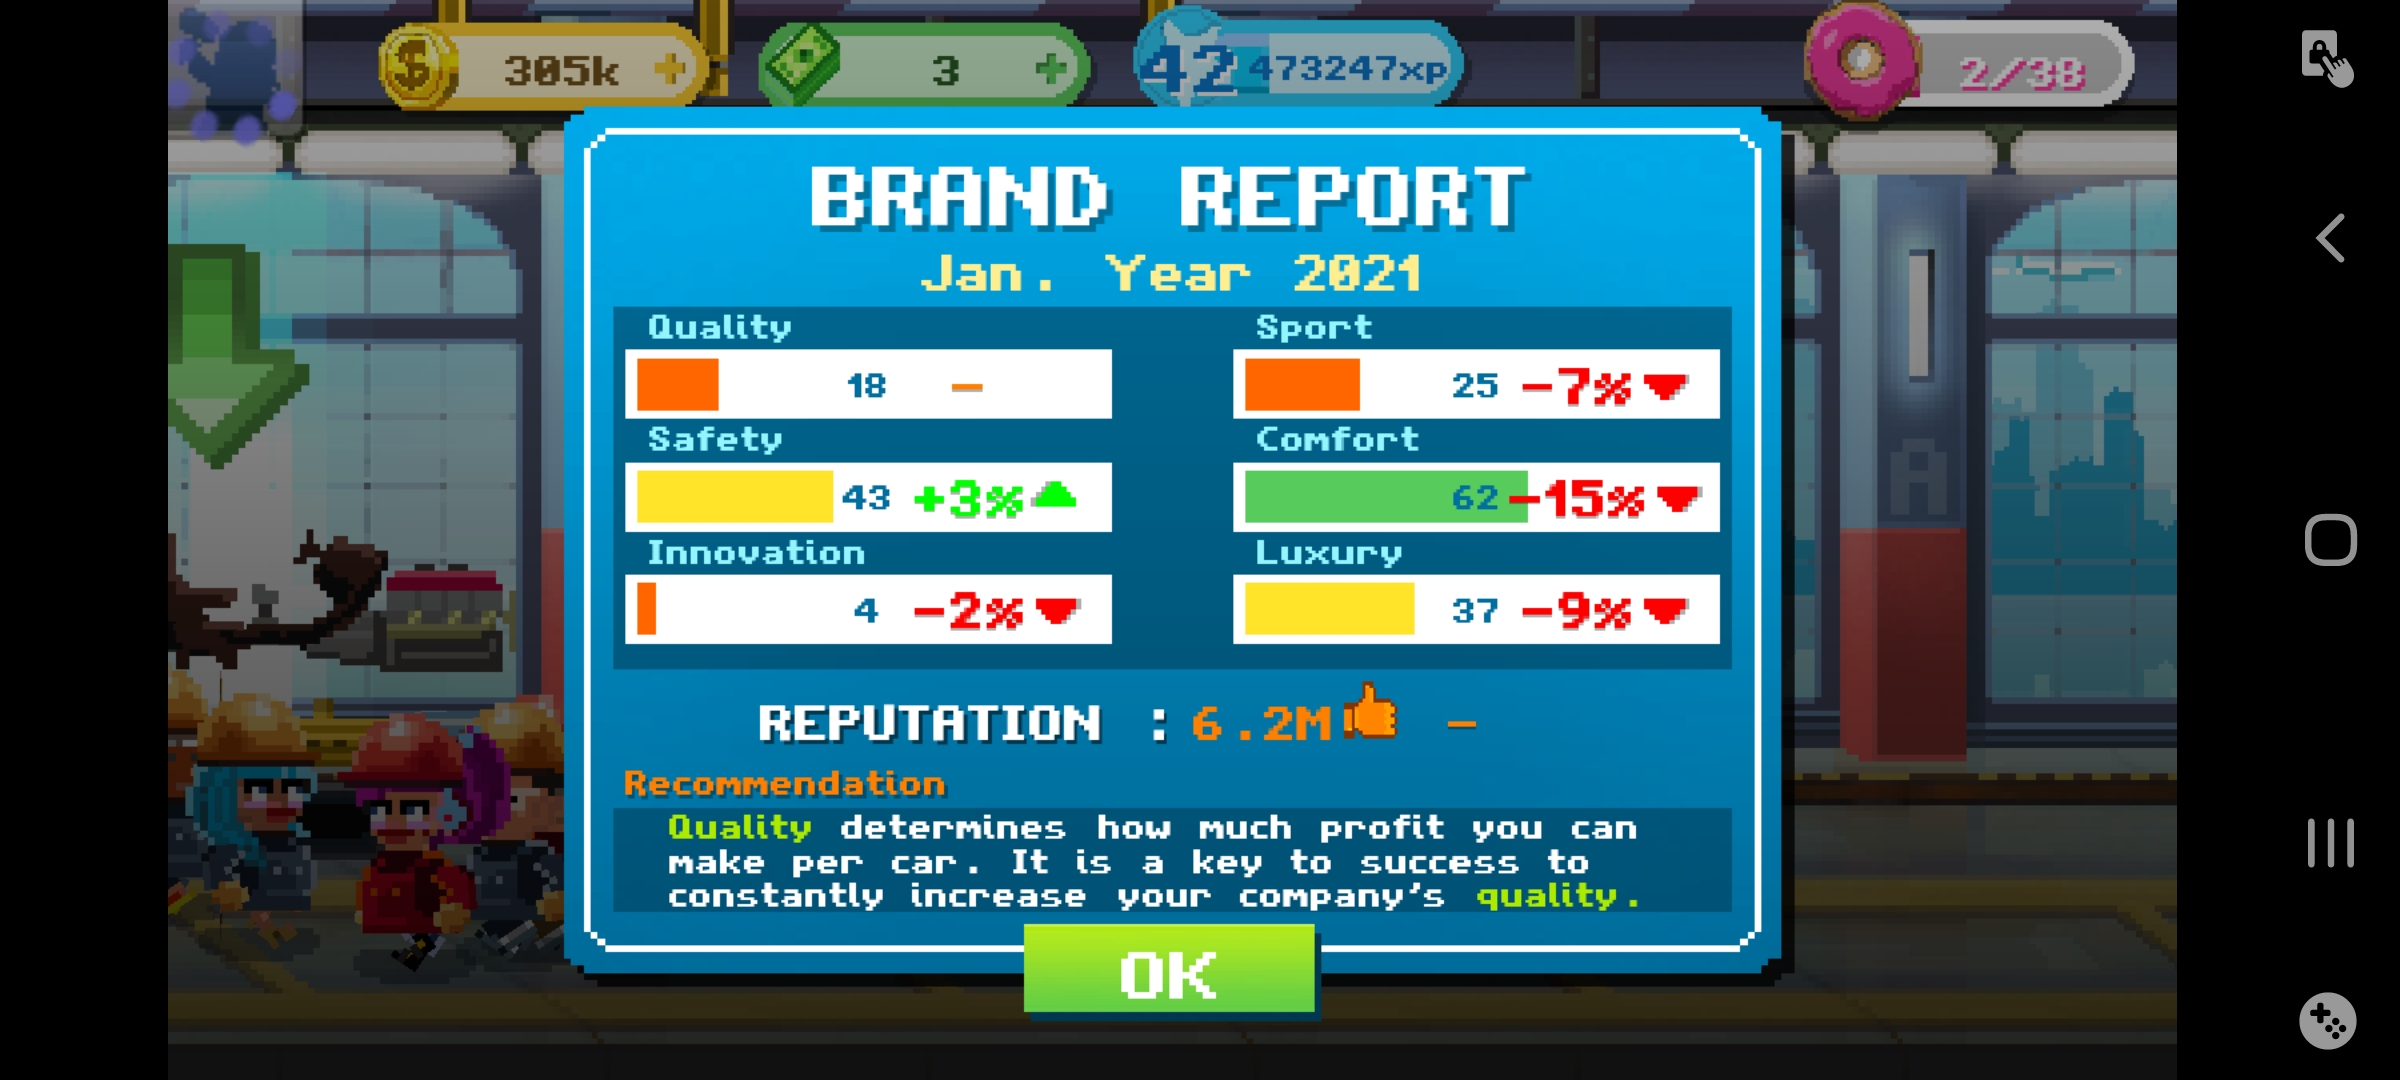 305k +
3 +
42 473247xp
2/38
BRAND REPORT
Jan. Year 2021
Quality
18 –
Sport
25 -7%
Safety
43 +3%
Comfort
62 -15%
Innovation
4 -2%
Luxury
37 -9%
REPUTATION : 6.2M –
Recommendation
Quality determines how much profit you can
make per car. It is a key to success to
constantly increase your company's quality.
OK
A